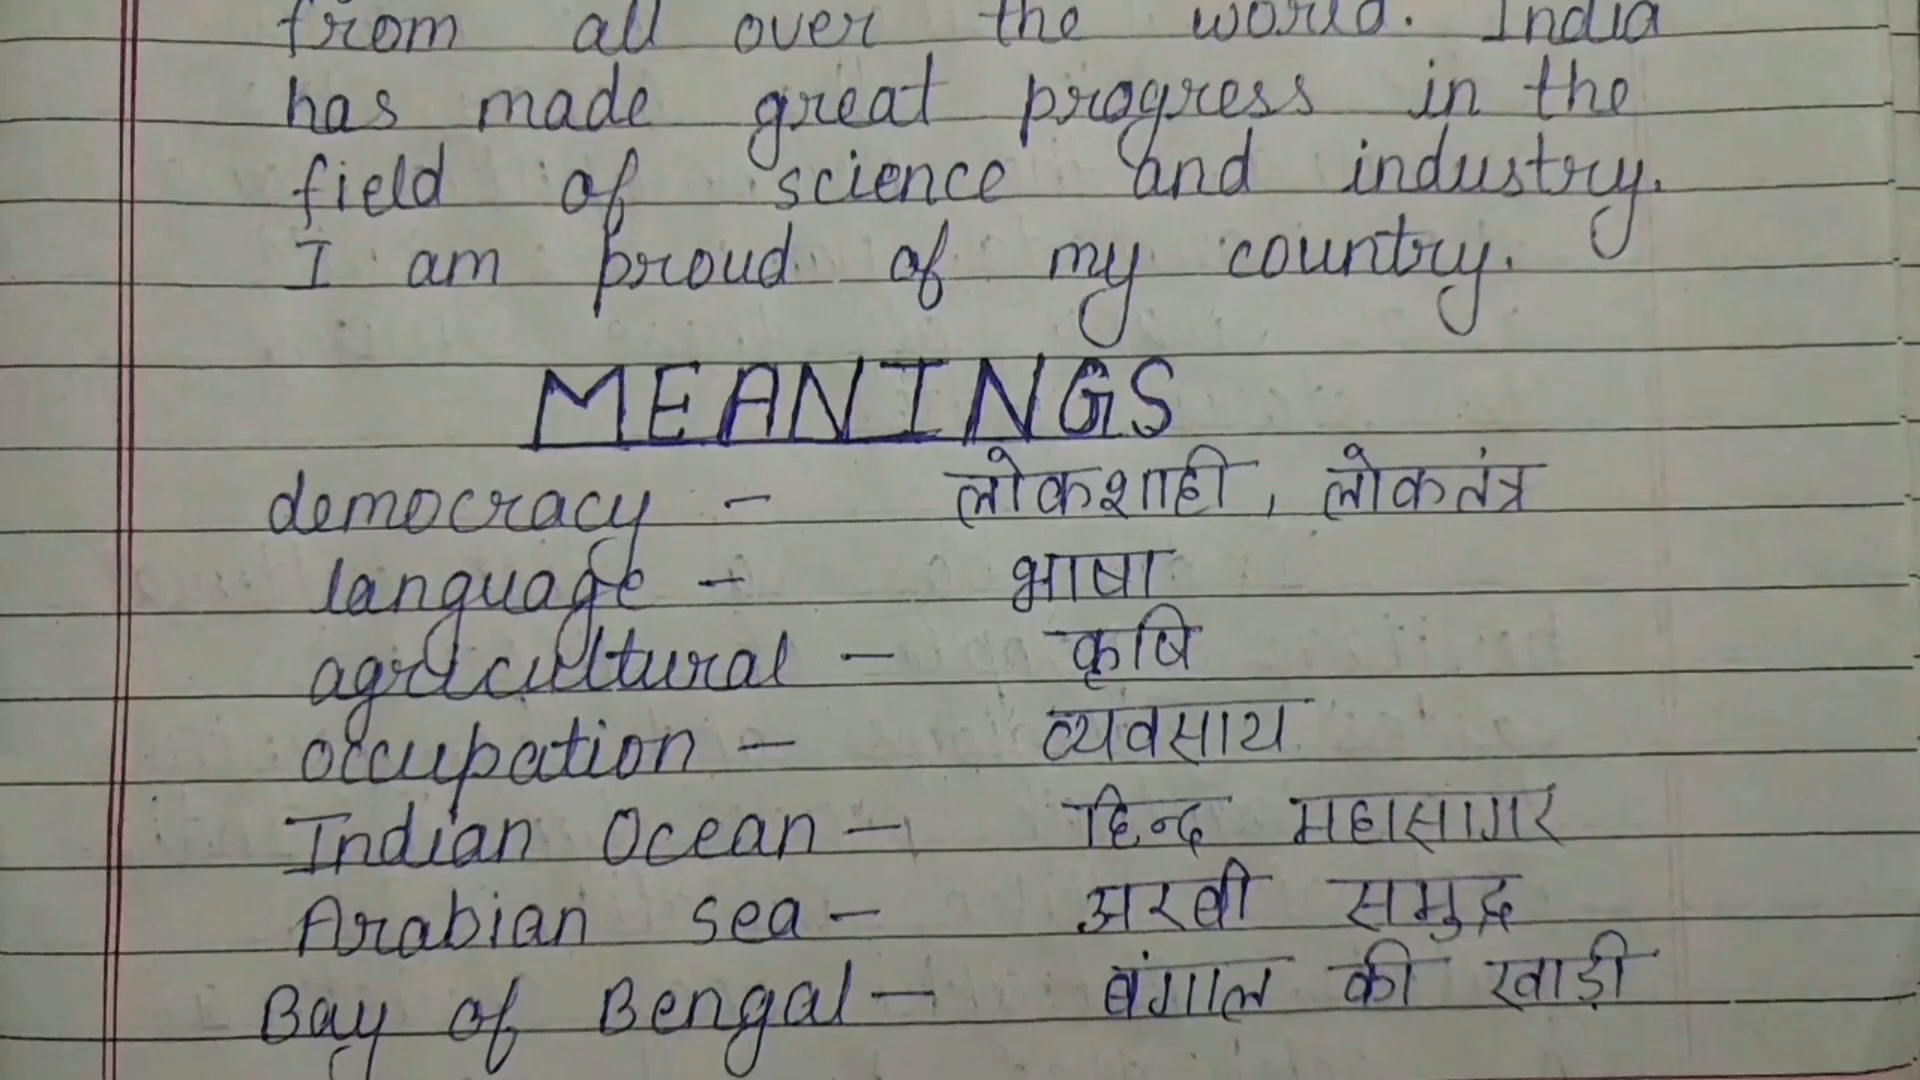 from all over the world. India
has made great progress in the
field of science and industry.
I am proud of my country.
MEANINGS
democracy - लोकशाही, लोकतंत्र
language - भाषा
agricultural - कृषि
occupation - व्यवसाय
Indian Ocean - हिन्द महासागर
Arabian sea - अरबी समुद्र
Bay of Bengal - बंगाल की खाड़ी